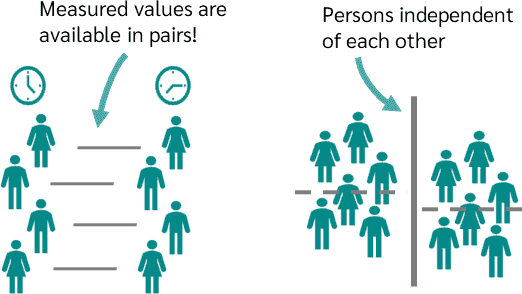 Measured values are
available in pairs!
Persons independent
of each other